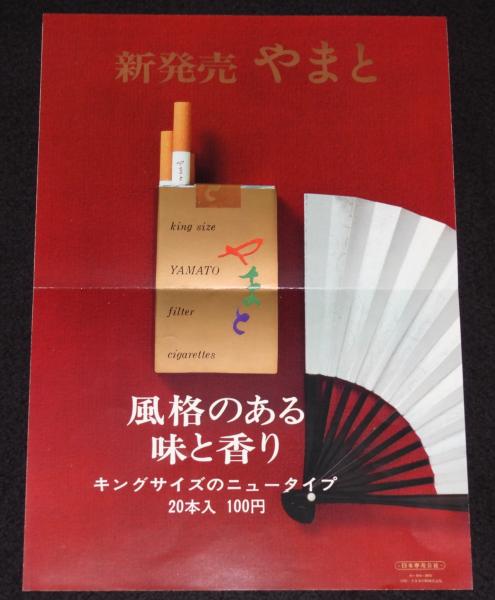 新発売 やまと
king size
YAMATO
filter
cigarettes
やまと
風格のある
味と香り
キングサイズのニュータイプ
20本入 100円
日本専売公社